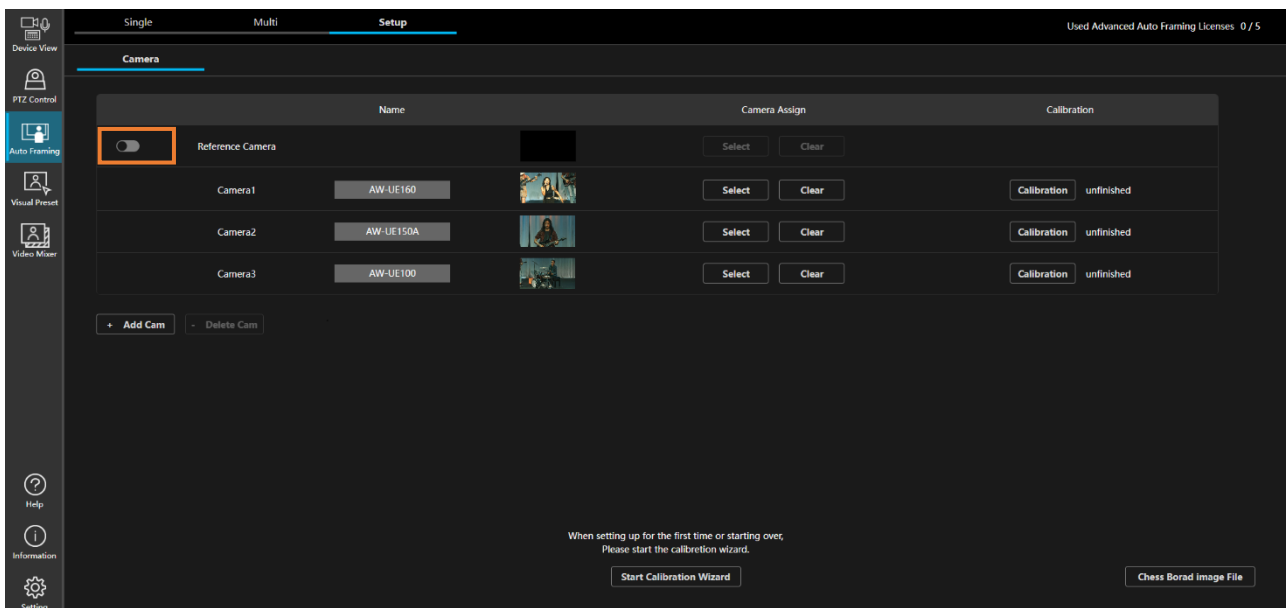 Single Multi Setup Used Advanced Auto Framing Licenses 0 / 5
Device View
Camera
PTZ Control
Name Camera Assign Calibration
Auto Framing
Reference Camera Select Clear
Camera1 AW-UE160 Select Clear Calibration unfinished
Visual Preset
Camera2 AW-UE150A Select Clear Calibration unfinished
Video Mixer
Camera3 AW-UE100 Select Clear Calibration unfinished
+ Add Cam - Delete Cam
Help
When setting up for the first time or starting over,
Please start the calibretion wizard.
Information
Start Calibration Wizard Chess Borad image File
Setting